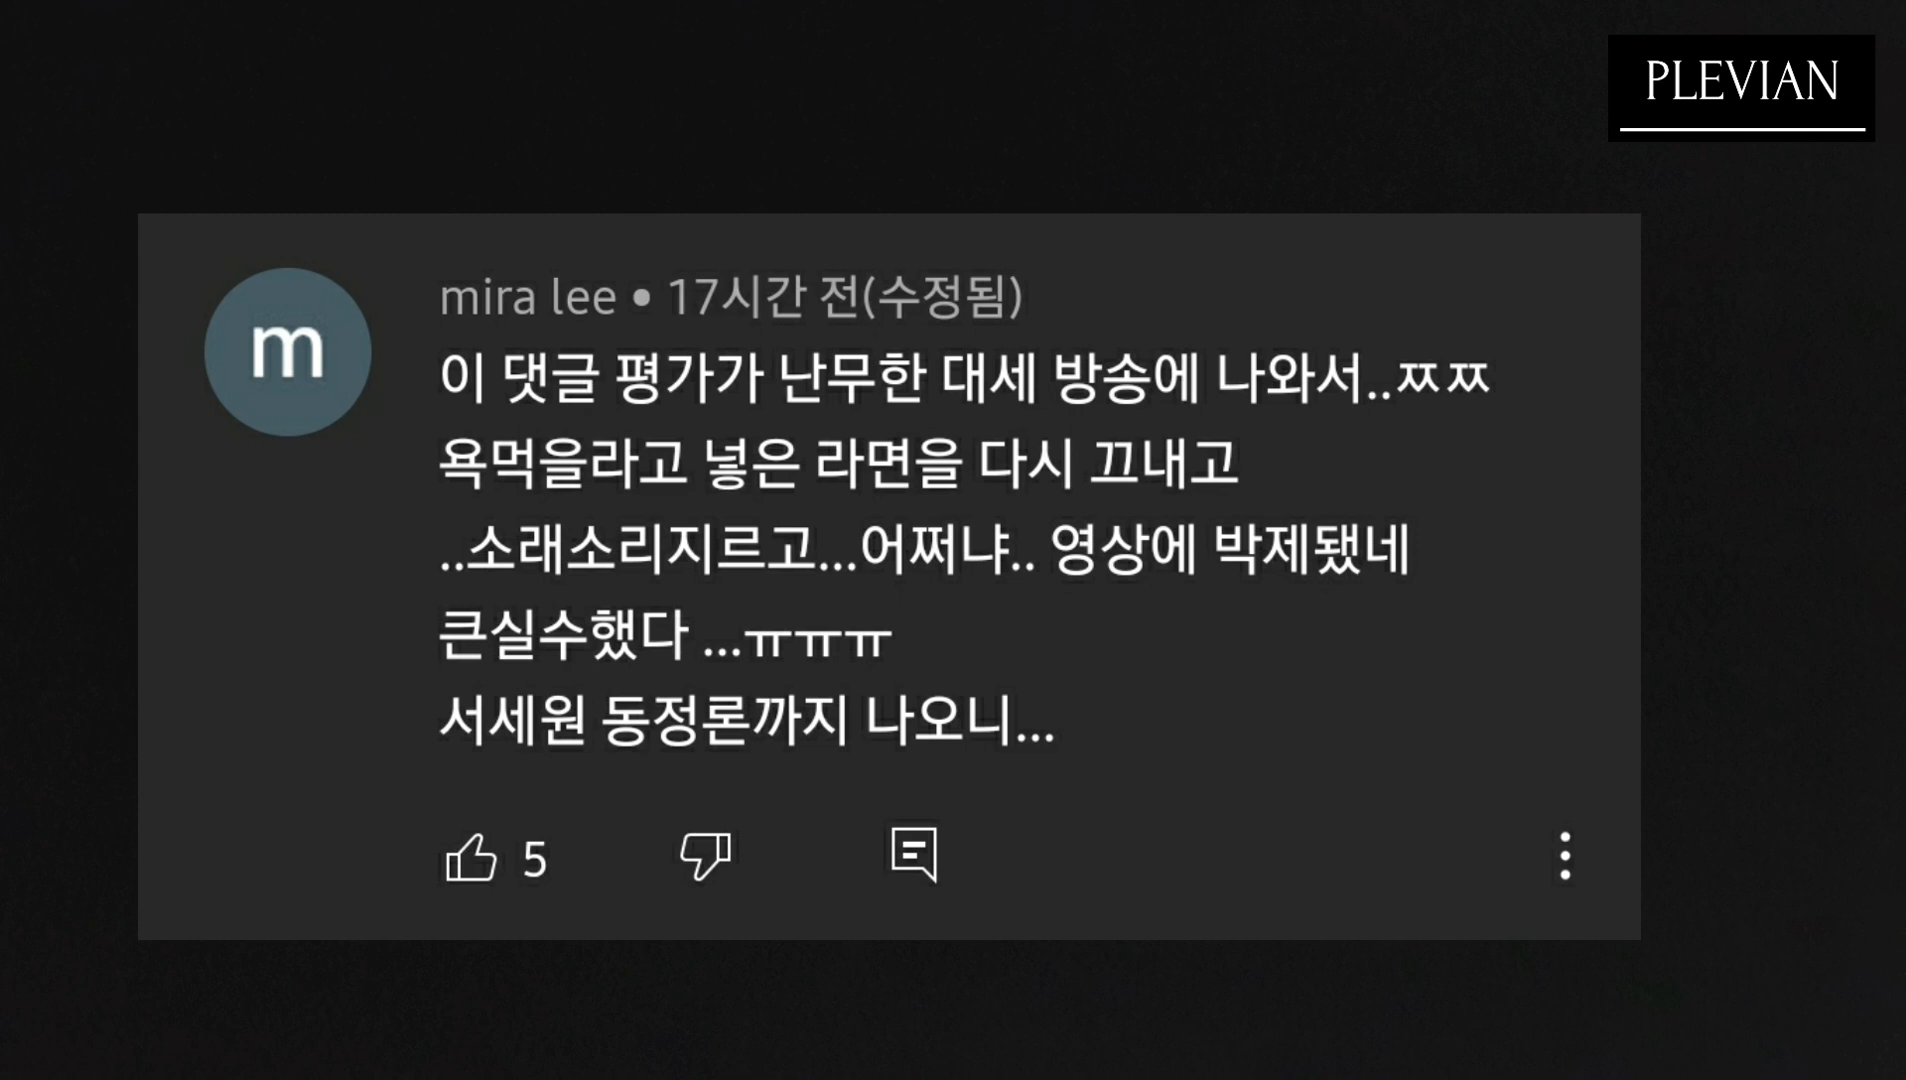 PLEVIAN
m
mira lee • 17시간 전(수정됨)
이 댓글 평가가 난무한 대세 방송에 나와서..ㅉㅉ
욕먹을라고 넣은 라면을 다시 끄내고
..소래소리지르고...어쩌냐.. 영상에 박제됐네
큰실수했다 ...ㅠㅠㅠ
서세원 동정론까지 나오니...
5